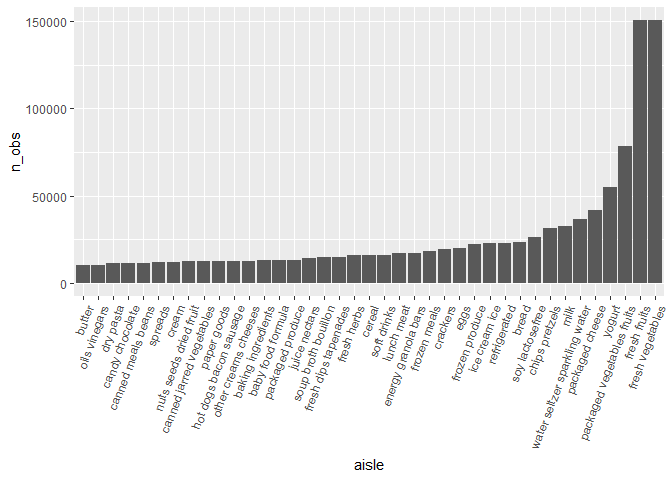 150000
100000
50000
0
n_obs
butter
oils vinegars
dry pasta
candy chocolate
canned meals beans
spreads
cream
nuts seeds dried fruit
canned jarred vegetables
paper goods
hot dogs bacon sausage
other creams cheeses
baking ingredients
baby food formula
packaged produce
juice nectars
soup broth bouillon
fresh dips tapenades
fresh herbs
cereal
soft drinks
lunch meat
energy granola bars
frozen meals
crackers
eggs
frozen produce
ice cream ice
refrigerated
bread
soy lactosefree
chips pretzels
milk
water seltzer sparkling water
packaged cheese
yogurt
packaged vegetables fruits
fresh fruits
fresh vegetables
aisle